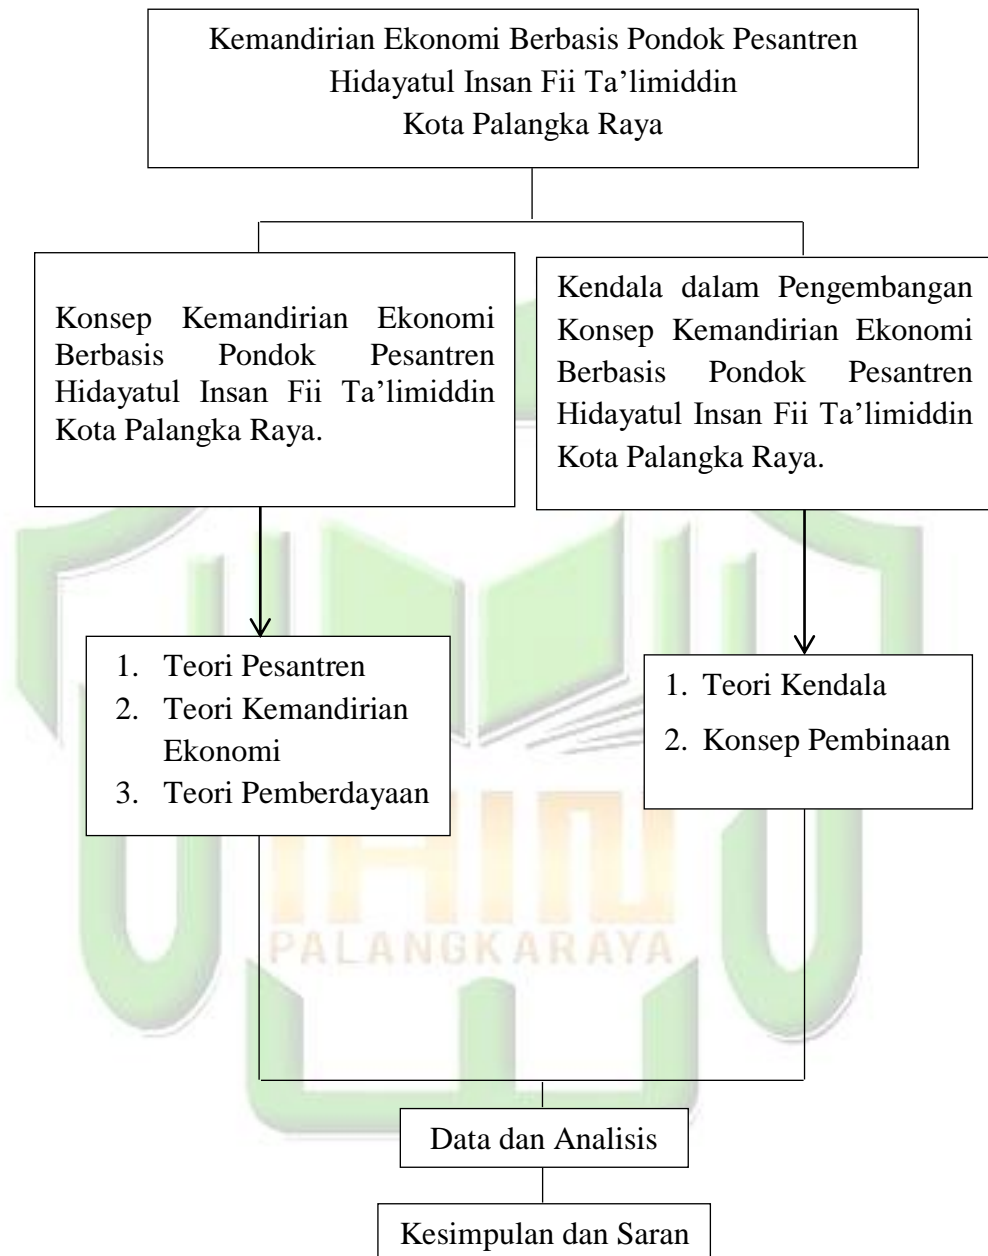 Kemandirian Ekonomi Berbasis Pondok Pesantren
Hidayatul Insan Fii Ta’limiddin
Kota Palangka Raya
Konsep Kemandirian Ekonomi
Berbasis Pondok Pesantren
Hidayatul Insan Fii Ta’limiddin
Kota Palangka Raya.
Kendala dalam Pengembangan
Konsep Kemandirian Ekonomi
Berbasis Pondok Pesantren
Hidayatul Insan Fii Ta’limiddin
Kota Palangka Raya.
1. Teori Pesantren
2. Teori Kemandirian
Ekonomi
3. Teori Pemberdayaan
1. Teori Kendala
2. Konsep Pembinaan
PALANGKARAYA
Data dan Analisis
Kesimpulan dan Saran